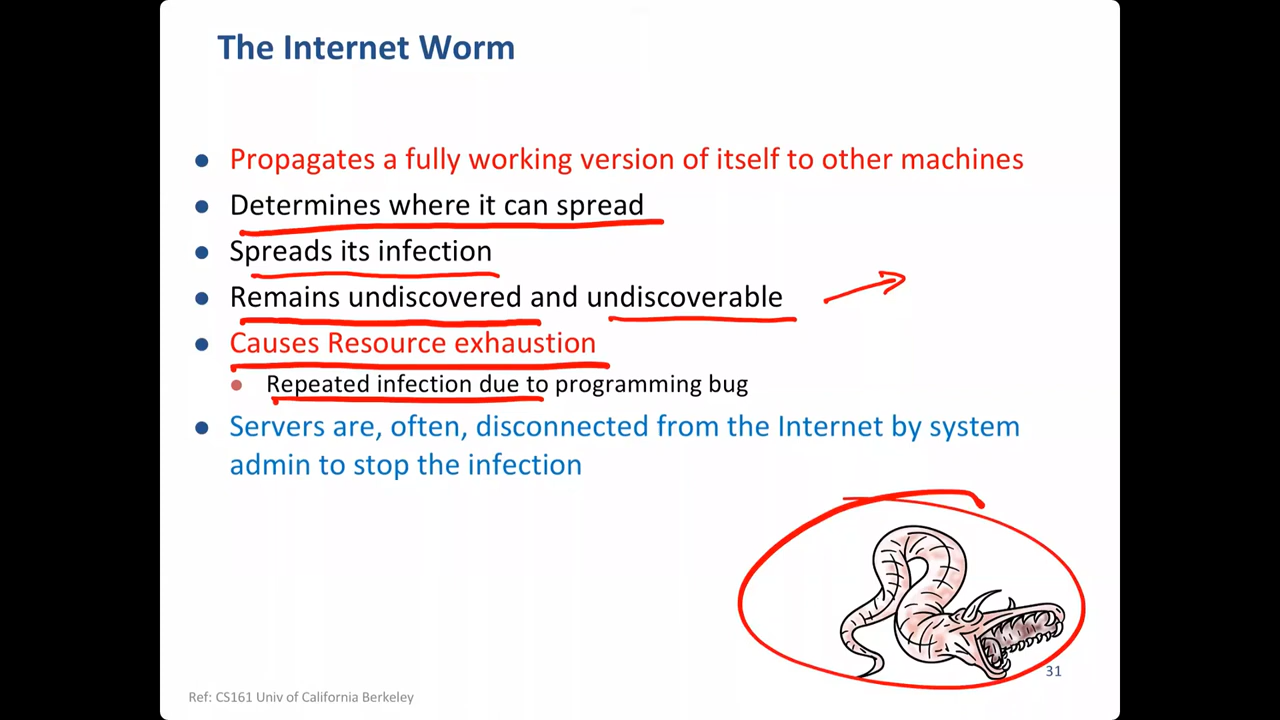 The Internet Worm
Propagates a fully working version of itself to other machines
Determines where it can spread
Spreads its infection
Remains undiscovered and undiscoverable
Causes Resource exhaustion
Repeated infection due to programming bug
Servers are, often, disconnected from the Internet by system
admin to stop the infection
31
Ref: CS161 Univ of California Berkeley